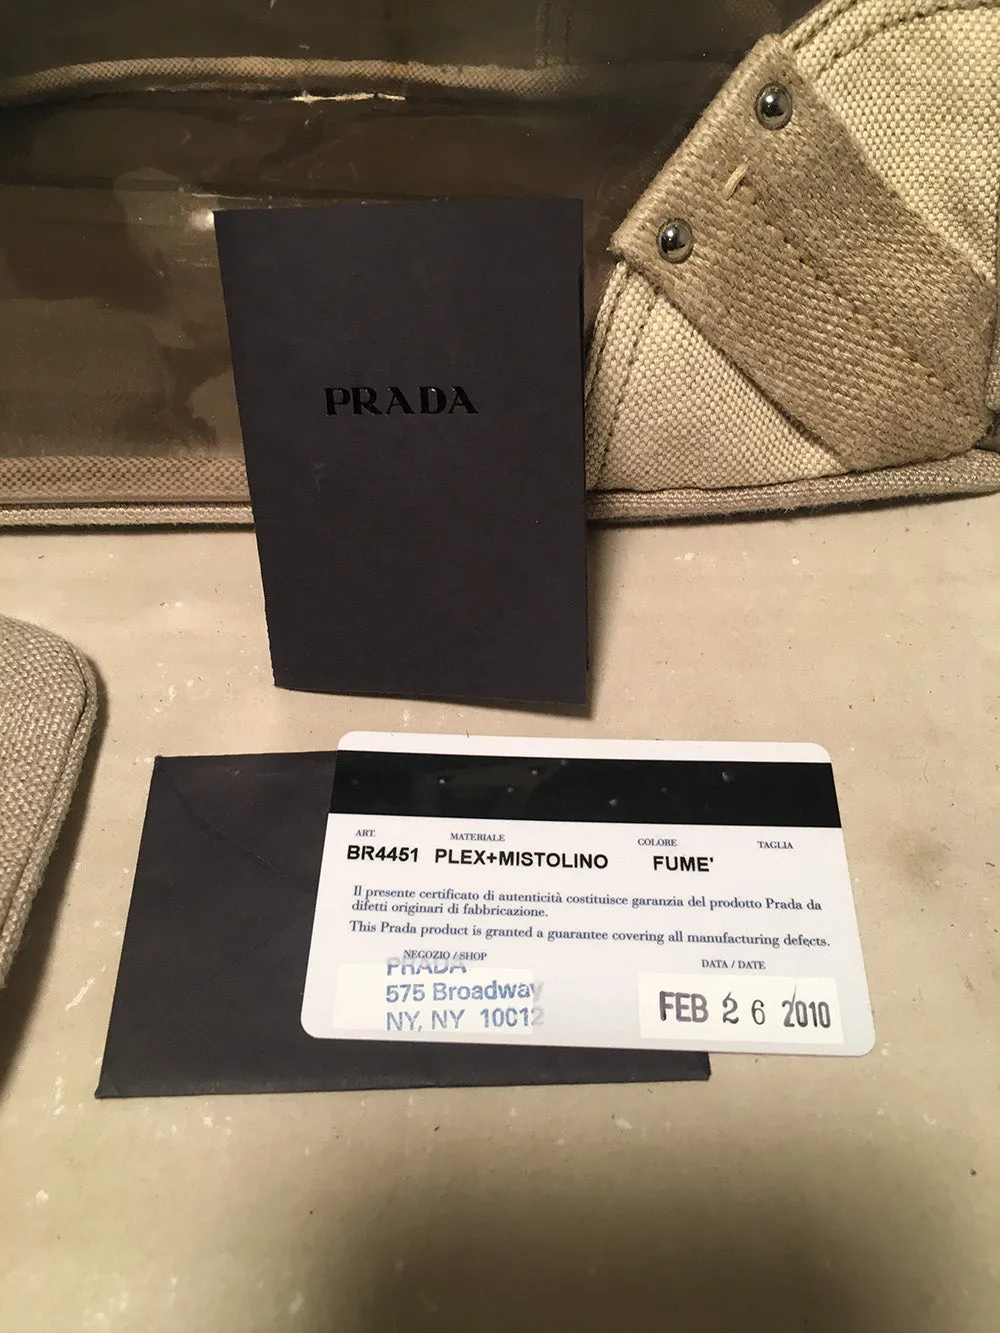 PRADA
ART. MATERIALE COLORE TAGLIA
BR4451 PLEX+MISTOLINO FUME'
Il presente certificato di autenticità costituisce garanzia del prodotto Prada da
difetti originari di fabbricazione.
This Prada product is granted a guarantee covering all manufacturing defects.
NEGOZIO / SHOP DATA / DATE
PRADA
575 Broadway
NY, NY 10012
FEB 26 2010